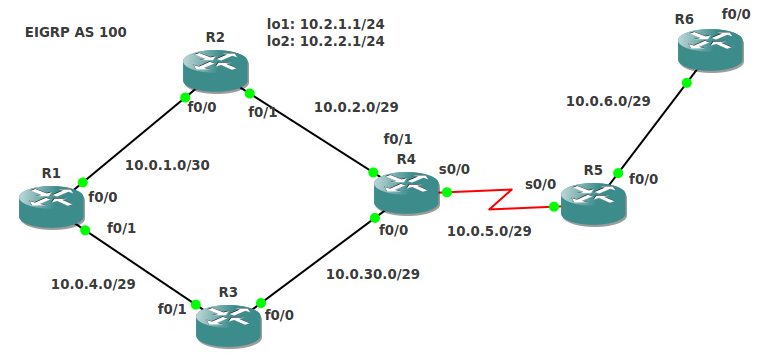 EIGRP AS 100
lo1: 10.2.1.1/24
lo2: 10.2.2.1/24
R2
f0/0
f0/1
R6
f0/0
10.0.2.0/29
10.0.6.0/29
10.0.1.0/30
f0/1
R4
s0/0
R1
f0/0
f0/1
s0/0
R5
f0/0
f0/0
10.0.5.0/29
10.0.4.0/29
10.0.30.0/29
R3
f0/1
f0/0